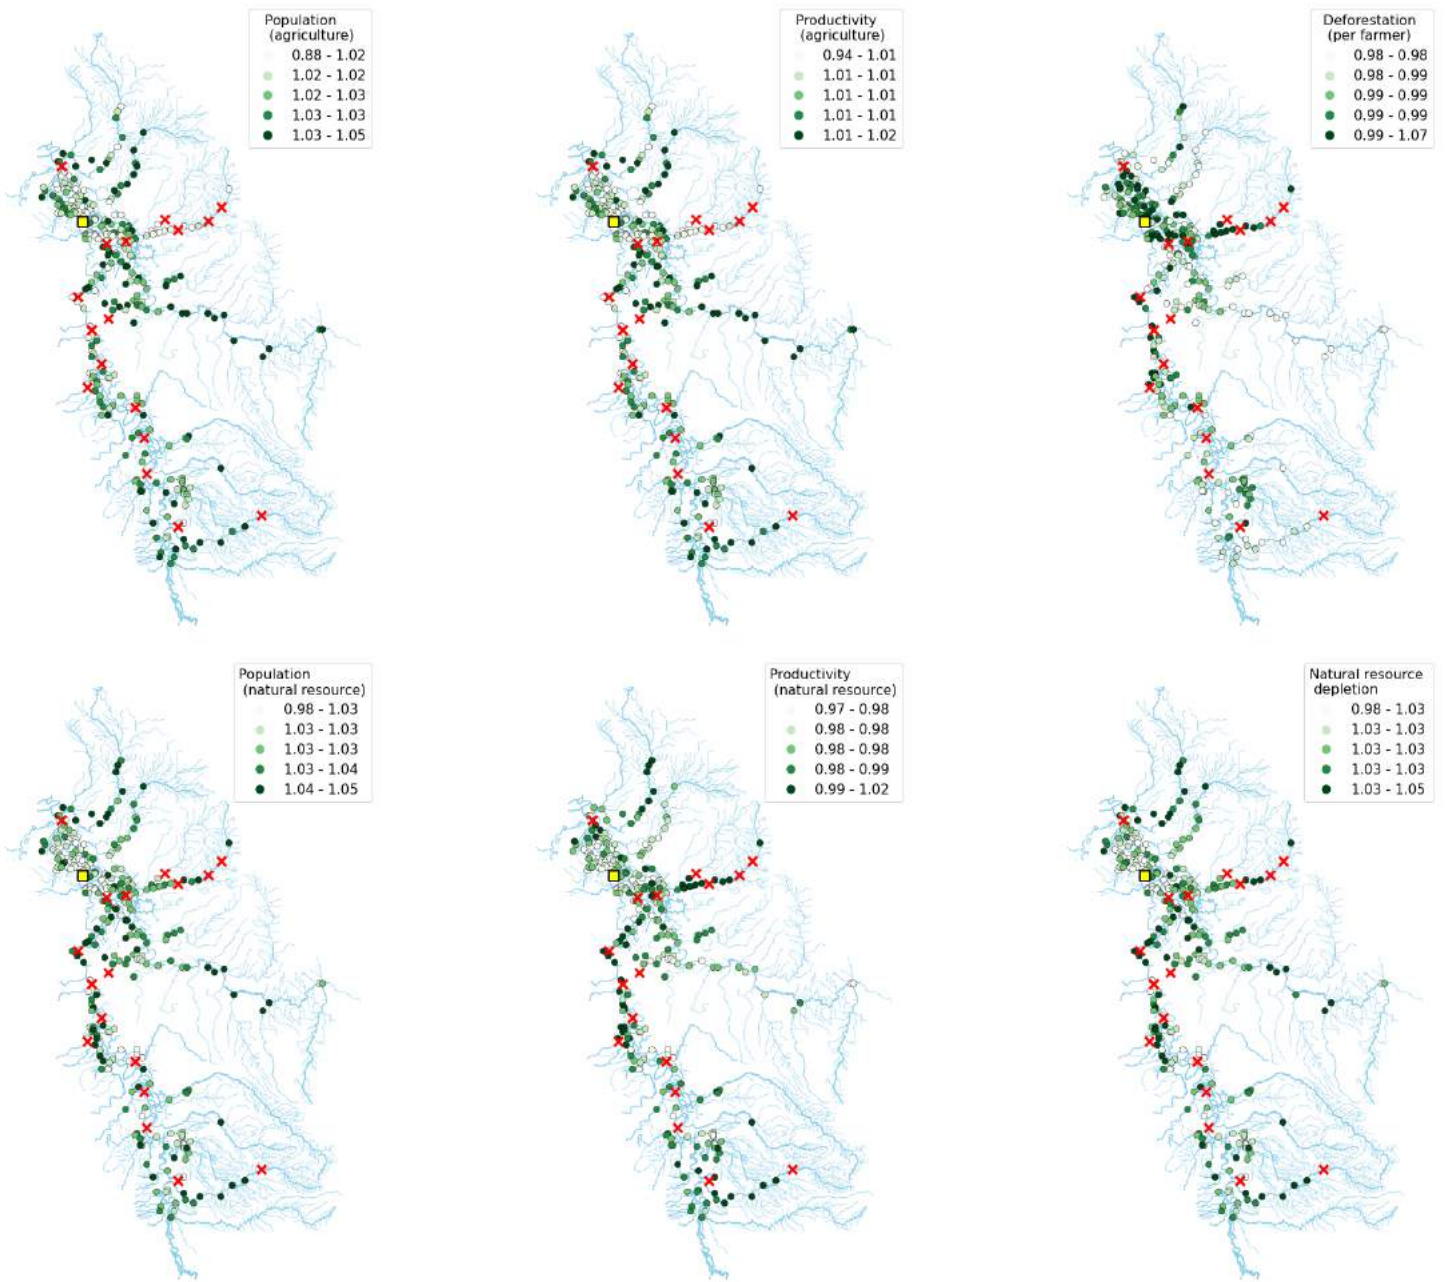 Population
(agriculture)
0.88 - 1.02
1.02 - 1.02
1.02 - 1.03
1.03 - 1.03
1.03 - 1.05
Productivity
(agriculture)
0.94 - 1.01
1.01 - 1.01
1.01 - 1.01
1.01 - 1.01
1.01 - 1.02
Deforestation
(per farmer)
0.98 - 0.98
0.98 - 0.99
0.99 - 0.99
0.99 - 0.99
0.99 - 1.07
Population
(natural resource)
0.98 - 1.03
1.03 - 1.03
1.03 - 1.03
1.03 - 1.04
1.04 - 1.05
Productivity
(natural resource)
0.97 - 0.98
0.98 - 0.98
0.98 - 0.98
0.98 - 0.99
0.99 - 1.02
Natural resource
depletion
0.98 - 1.03
1.03 - 1.03
1.03 - 1.03
1.03 - 1.03
1.03 - 1.05